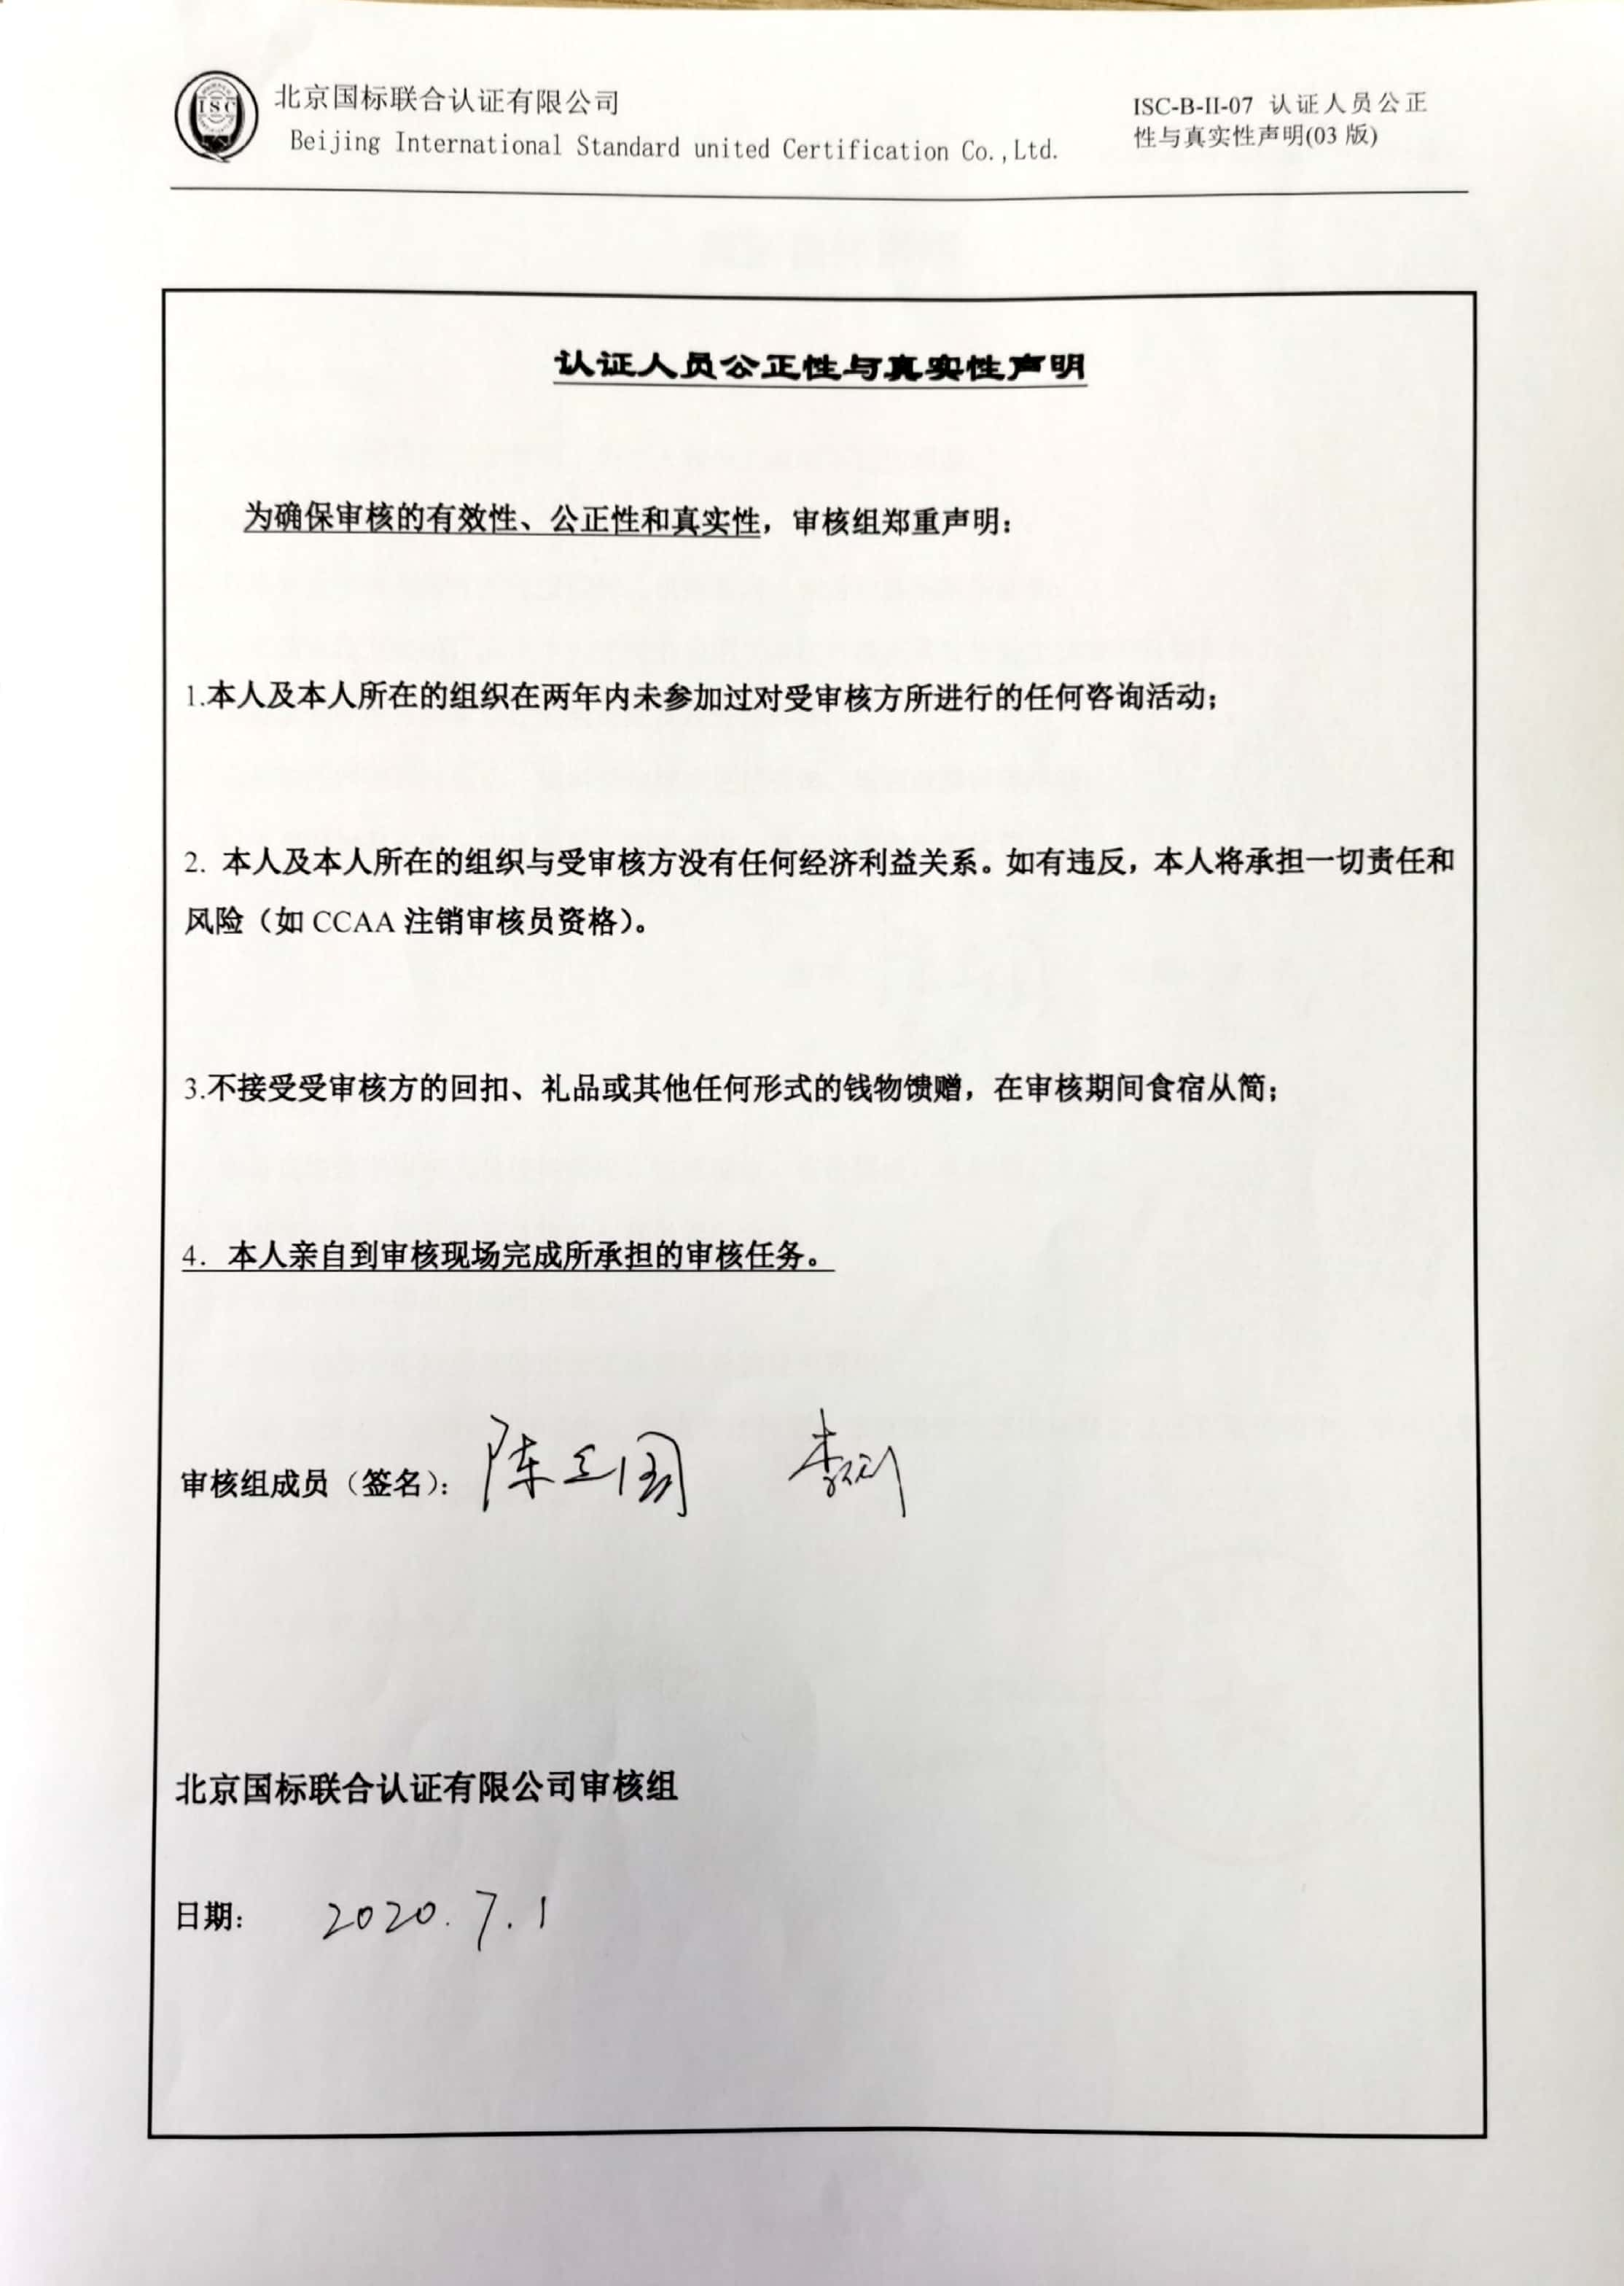 ISC
北京国标联合认证有限公司
Beijing International Standard united Certification Co.,Ltd.
ISC-B-II-07 认证人员公正
性与真实性声明(03 版)
认证人员公正性与真实性声明
为确保审核的有效性、公正性和真实性，审核组郑重声明：
1.本人及本人所在的组织在两年内未参加过对受审核方所进行的任何咨询活动；
2. 本人及本人所在的组织与受审核方没有任何经济利益关系。如有违反，本人将承担一切责任和
风险（如 CCAA 注销审核员资格）。
3.不接受受审核方的回扣、礼品或其他任何形式的钱物馈赠，在审核期间食宿从简；
4. 本人亲自到审核现场完成所承担的审核任务。
审核组成员（签名）： 陈 国 李
北京国标联合认证有限公司审核组
日期： 2020.7.1